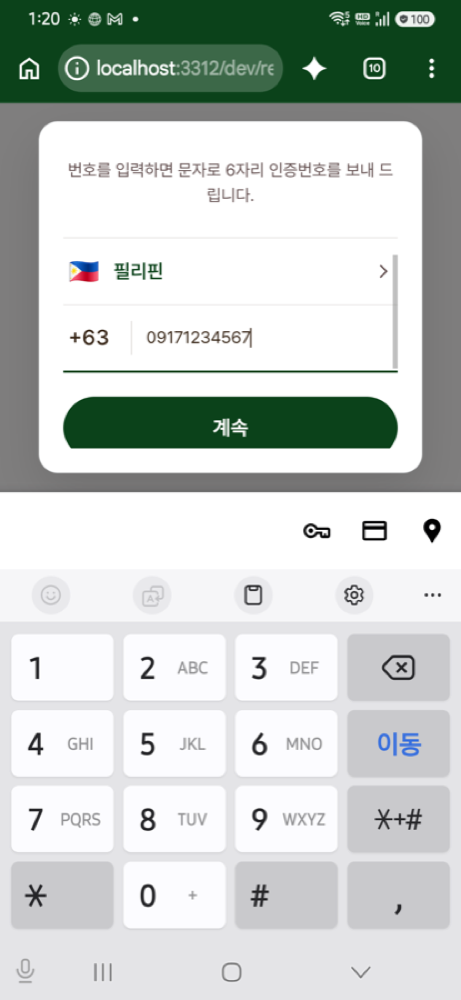 1:20
100
localhost:3312/dev/re
10
번호를 입력하면 문자로 6자리 인증번호를 보내 드
립니다.
필리핀
+63 09171234567
계속
1 2 ABC 3 DEF
4 GHI 5 JKL 6 MNO 이동
7 PQRS 8 TUV 9 WXYZ *+#
* 0 + # ,